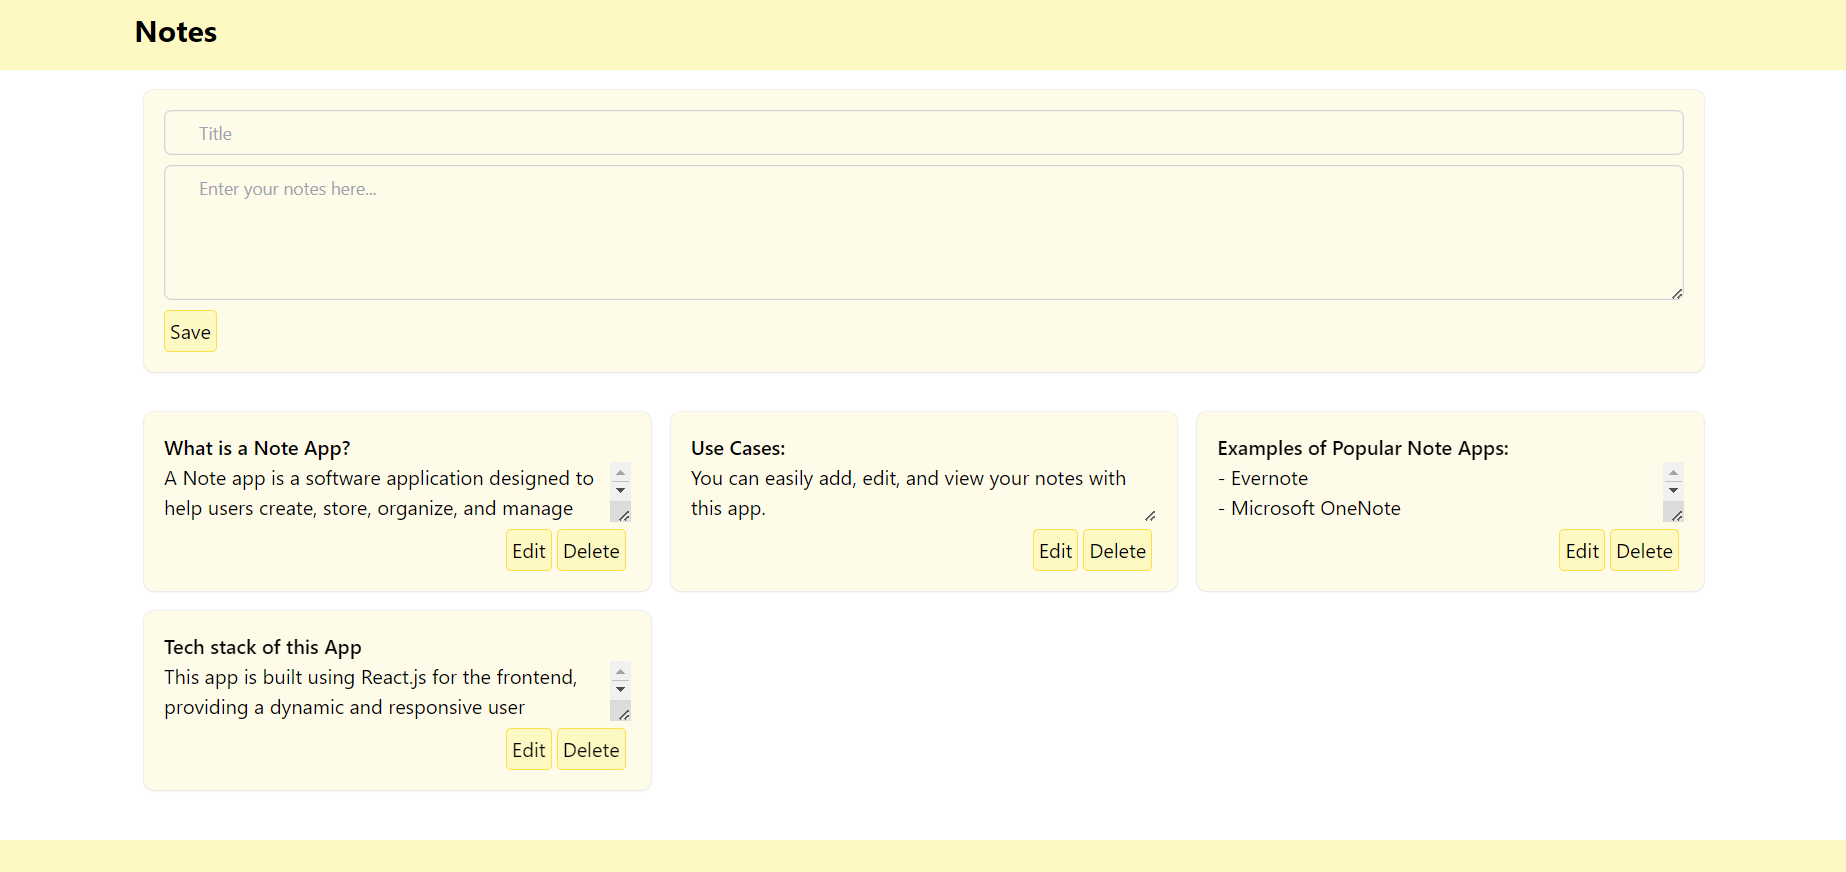 Notes
Title
Enter your notes here...
Save
What is a Note App?
A Note app is a software application designed to
help users create, store, organize, and manage
Edit Delete
Use Cases:
You can easily add, edit, and view your notes with
this app.
Edit Delete
Examples of Popular Note Apps:
- Evernote
- Microsoft OneNote
Edit Delete
Tech stack of this App
This app is built using React.js for the frontend,
providing a dynamic and responsive user
Edit Delete